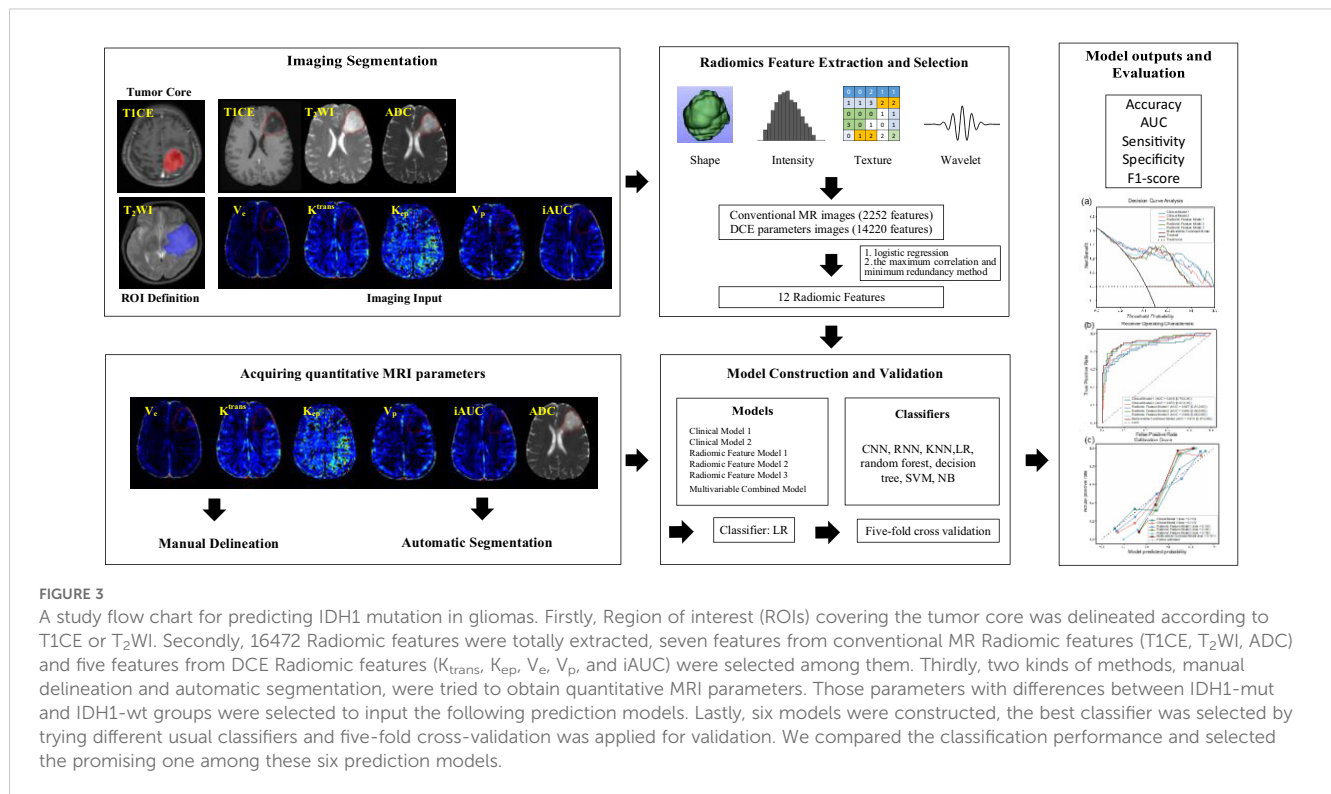 Imaging Segmentation
Tumor Core
T1CE
T1CE
T₂WI
ADC
T₂WI
Vₑ
Kᵗʳᵃⁿˢ
Kₑₚ
Vₚ
iAUC
ROI Definition
Imaging Input
Radiomics Feature Extraction and Selection
0 0 2 1 1
1 1 3 2 2
0 0 0 1 1
3 0 1 0 1
0 1 2 2 2
Shape
Intensity
Texture
Wavelet
Conventional MR images (2252 features)
DCE parameters images (14220 features)
1. logistic regression
2.the maximum correlation and
minimum redundancy method
12 Radiomic Features
Acquiring quantitative MRI parameters
Vₑ
Kᵗʳᵃⁿˢ
Kₑₚ
Vₚ
iAUC
ADC
Manual Delineation
Automatic Segmentation
Model Construction and Validation
Models
Clinical Model 1
Clinical Model 2
Radiomic Feature Model 1
Radiomic Feature Model 2
Radiomic Feature Model 3
Multivariable Combined Model
Classifiers
CNN, RNN, KNN,LR,
random forest, decision
tree, SVM, NB
Classifier: LR
Five-fold cross validation
Model outputs and
Evaluation
Accuracy
AUC
Sensitivity
Specificity
F1-score
(a)
Decision Curve Analysis
Threshold Probability
(b)
Receiver Operating Characteristic
True Positive Rate
False Positive Rate
(c)
Calibration Curve
Model predicted probability
FIGURE 3
A study flow chart for predicting IDH1 mutation in gliomas. Firstly, Region of interest (ROIs) covering the tumor core was delineated according to
T1CE or T₂WI. Secondly, 16472 Radiomic features were totally extracted, seven features from conventional MR Radiomic features (T1CE, T₂WI, ADC)
and five features from DCE Radiomic features (Kₜᵣₐₙₛ, Kₑₚ, Vₑ, Vₚ, and iAUC) were selected among them. Thirdly, two kinds of methods, manual
delineation and automatic segmentation, were tried to obtain quantitative MRI parameters. Those parameters with differences between IDH1-mut
and IDH1-wt groups were selected to input the following prediction models. Lastly, six models were constructed, the best classifier was selected by
trying different usual classifiers and five-fold cross-validation was applied for validation. We compared the classification performance and selected
the promising one among these six prediction models.